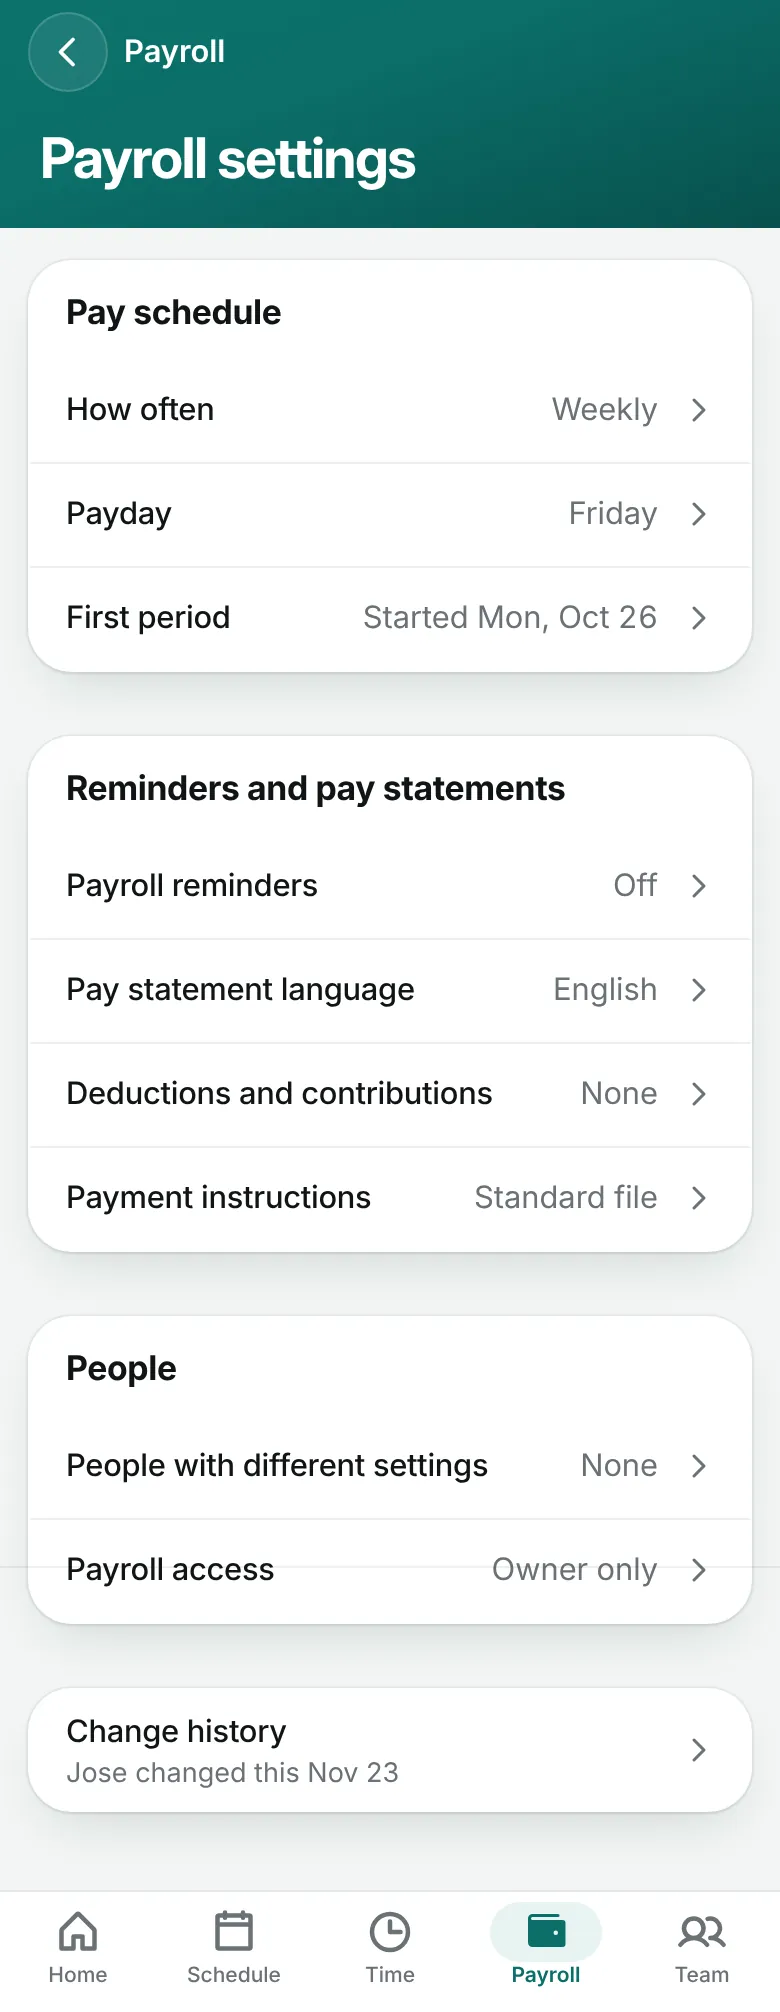 Payroll
Payroll settings
Pay schedule
How often Weekly
Payday Friday
First period Started Mon, Oct 26
Reminders and pay statements
Payroll reminders Off
Pay statement language English
Deductions and contributions None
Payment instructions Standard file
People
People with different settings None
Payroll access Owner only
Change history
Jose changed this Nov 23
Home Schedule Time Payroll Team